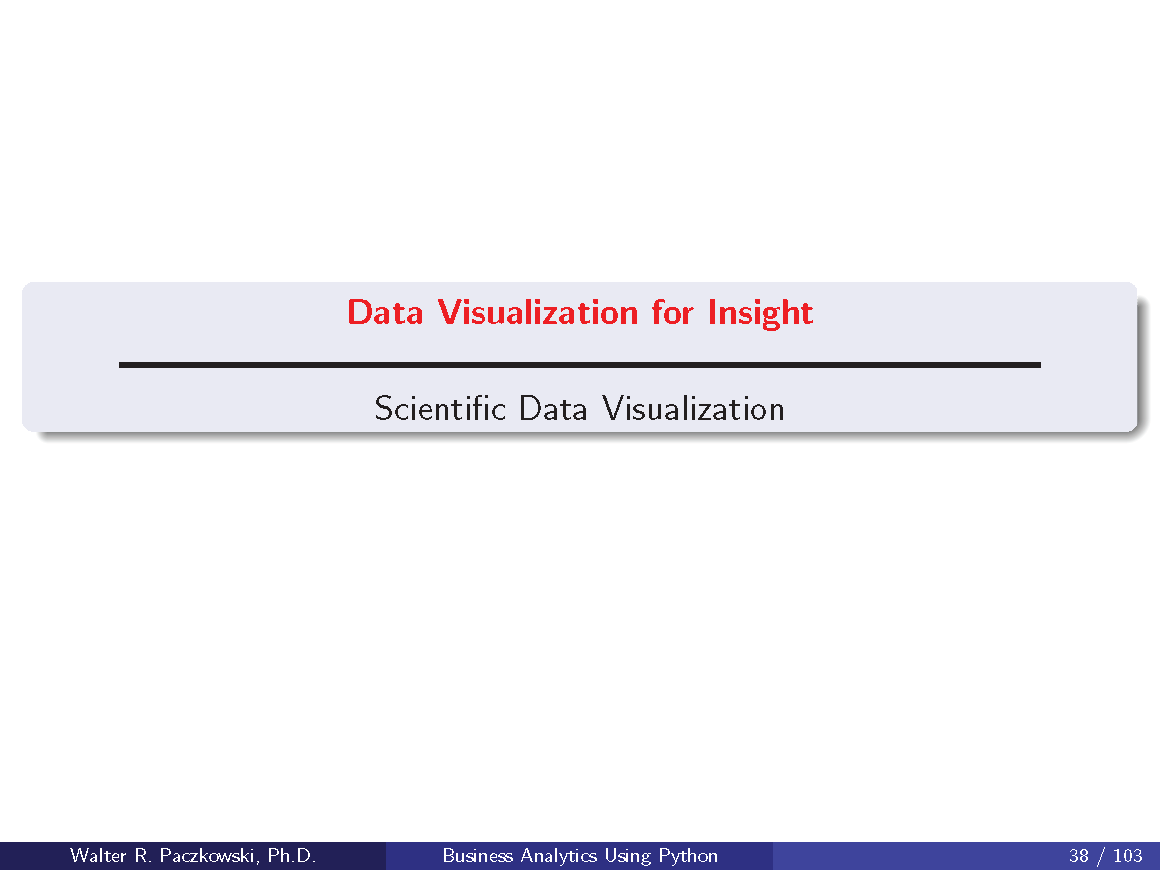 Data Visualization for Insight
Scientific Data Visualization
Walter R. Paczkowski, Ph.D.
Business Analytics Using Python
38 / 103